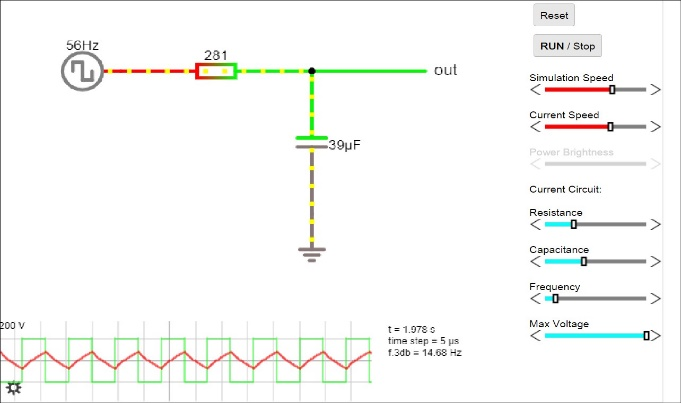 Reset
56Hz
281
out
RUN / Stop
Simulation Speed
Current Speed
Power Brightness
39µF
Current Circuit:
Resistance
Capacitance
Frequency
Max Voltage
200 V
t = 1.978 s
time step = 5 µs
f.3db = 14.68 Hz